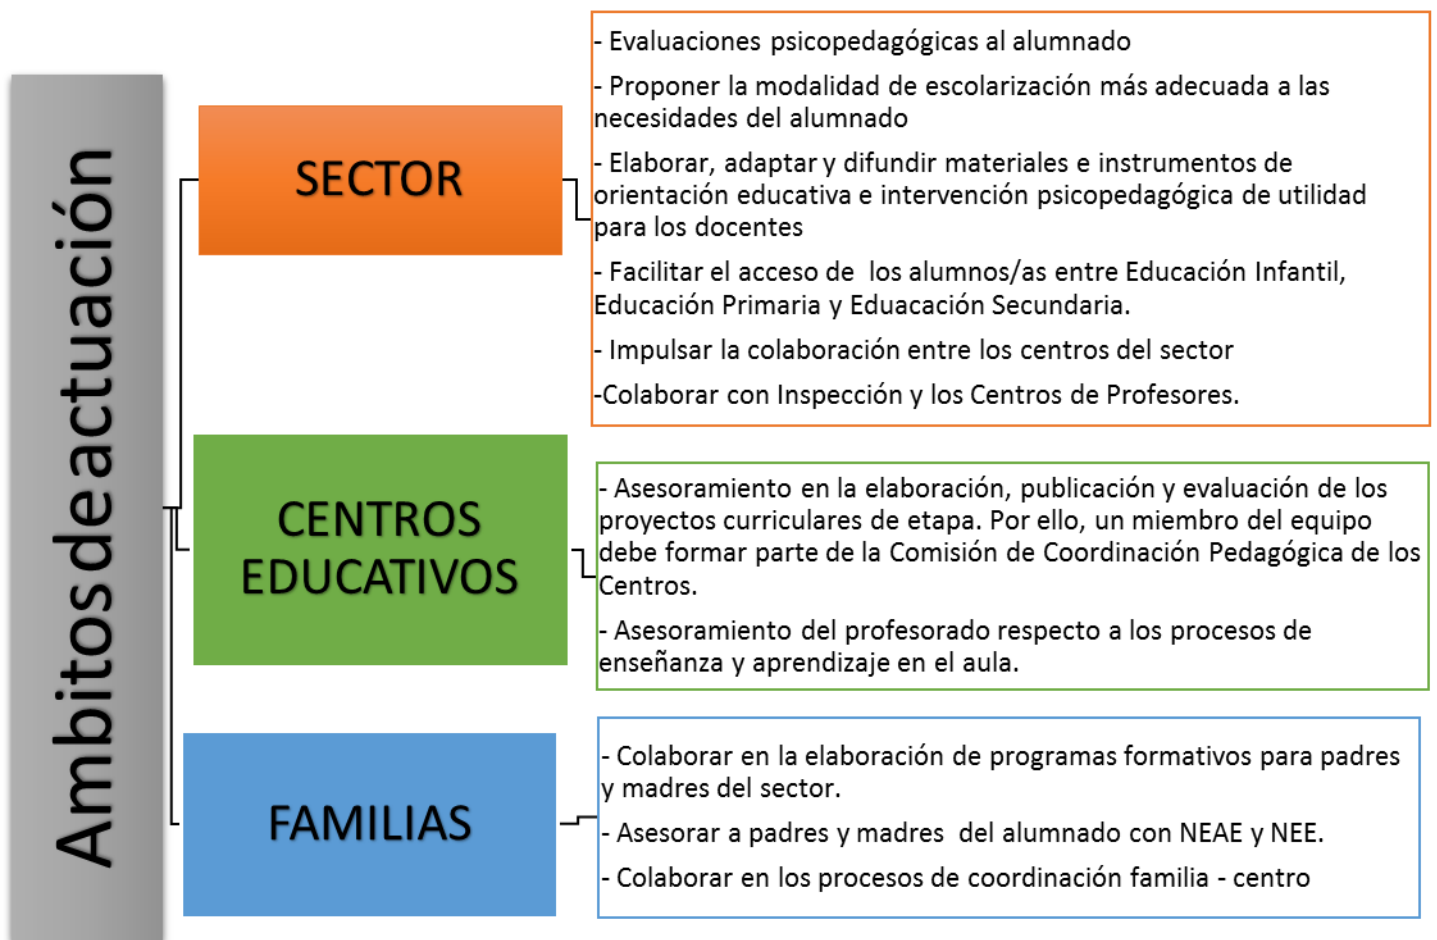 Ambitos de actuación
SECTOR
- Evaluaciones psicopedagógicas al alumnado
- Proponer la modalidad de escolarización más adecuada a las
necesidades del alumnado
- Elaborar, adaptar y difundir materiales e instrumentos de
orientación educativa e intervención psicopedagógica de utilidad
para los docentes
- Facilitar el acceso de  los alumnos/as entre Educación Infantil,
Educación Primaria y Eduacación Secundaria.
- Impulsar la colaboración entre los centros del sector
-Colaborar con Inspección y los Centros de Profesores.
CENTROS
EDUCATIVOS
- Asesoramiento en la elaboración, publicación y evaluación de los
proyectos curriculares de etapa. Por ello, un miembro del equipo
debe formar parte de la Comisión de Coordinación Pedagógica de los
Centros.
- Asesoramiento del profesorado respecto a los procesos de
enseñanza y aprendizaje en el aula.
FAMILIAS
- Colaborar en la elaboración de programas formativos para padres
y madres del sector.
- Asesorar a padres y madres  del alumnado con NEAE y NEE.
- Colaborar en los procesos de coordinación familia - centro